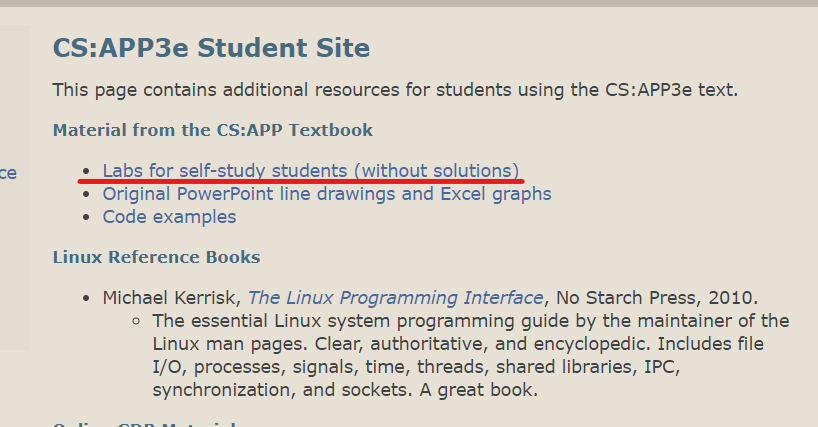 CS:APP3e Student Site
This page contains additional resources for students using the CS:APP3e text.
Material from the CS:APP Textbook
ce
• Labs for self-study students (without solutions)
• Original PowerPoint line drawings and Excel graphs
• Code examples
Linux Reference Books
• Michael Kerrisk, The Linux Programming Interface, No Starch Press, 2010.
◦ The essential Linux system programming guide by the maintainer of the
Linux man pages. Clear, authoritative, and encyclopedic. Includes file
I/O, processes, signals, time, threads, shared libraries, IPC,
synchronization, and sockets. A great book.